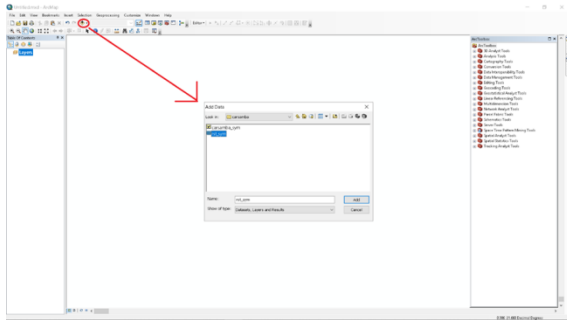 Untitled - ArcMap
File Edit View Bookmarks Insert Selection Geoprocessing Customize Windows Help
Table Of Contents
Layers
Add Data
Look in:
Name:
Show of type: Datasets, Layers and Results
Add
Cancel
ArcToolbox
ArcToolbox
3D Analyst Tools
Analysis Tools
Cartography Tools
Conversion Tools
Data Interoperability Tools
Data Management Tools
Editing Tools
Geocoding Tools
Geostatistical Analyst Tools
Linear Referencing Tools
Multidimension Tools
Network Analyst Tools
Parcel Fabric Tools
Schematics Tools
Server Tools
Space Time Pattern Mining Tools
Spatial Analyst Tools
Spatial Statistics Tools
Tracking Analyst Tools
Decimal Degrees